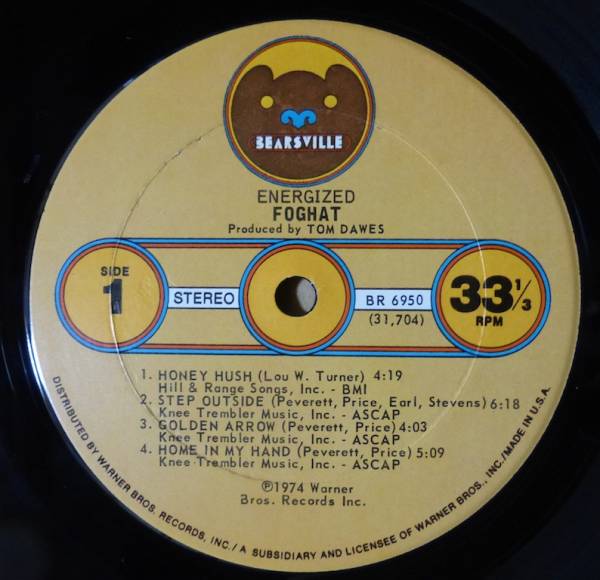 BEARSVILLE
ENERGIZED
FOGHAT
Produced by TOM DAWES
SIDE
1
STEREO
BR 6950
(31,704)
33 1/3
RPM
1. HONEY HUSH (Lou W. Turner) 4:19
Hill & Range Songs, Inc. - BMI
2. STEP OUTSIDE (Peverett, Price, Earl, Stevens) 6:18
Knee Trembler Music, Inc. - ASCAP
3. GOLDEN ARROW (Peverett, Price) 4:03
Knee Trembler Music, Inc. - ASCAP
4. HOME IN MY HAND (Peverett, Price) 5:09
Knee Trembler Music, Inc. - ASCAP
℗1974 Warner
Bros. Records Inc.
DISTRIBUTED BY WARNER BROS. RECORDS, INC./A SUBSIDIARY AND LICENSEE OF WARNER BROS., INC./MADE IN U.S.A.